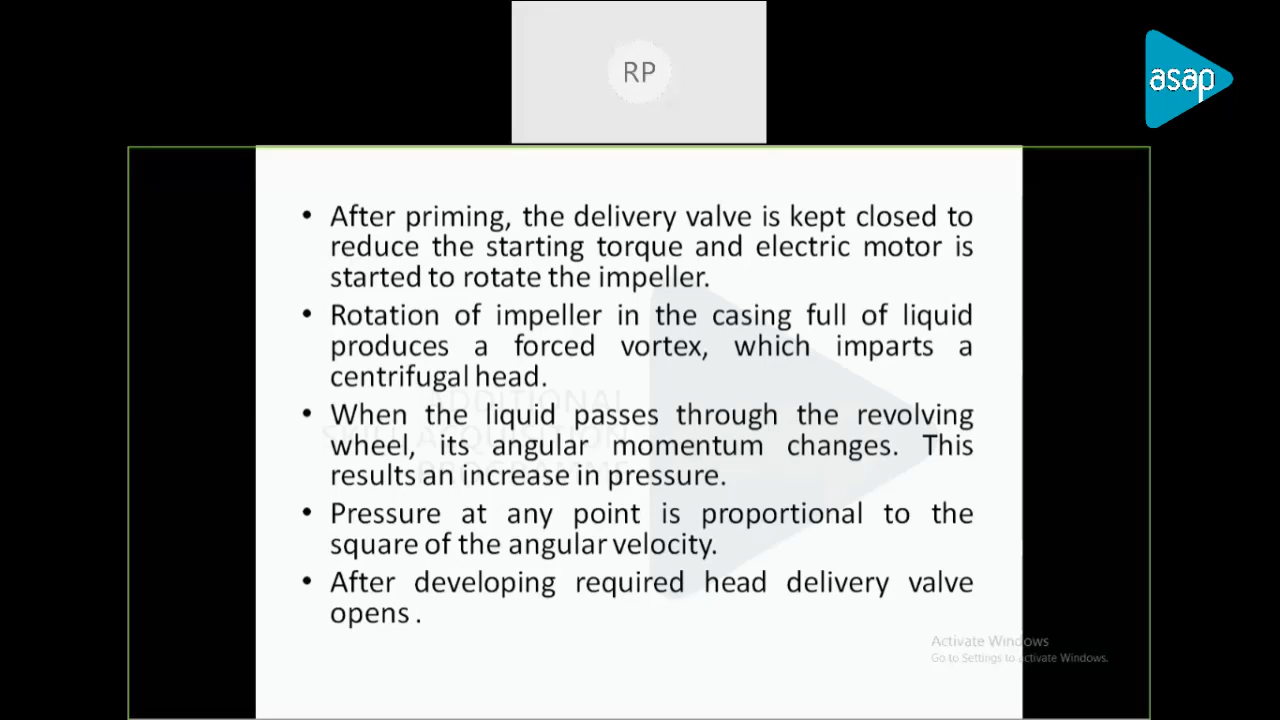 RP
asap
• After priming, the delivery valve is kept closed to
reduce the starting torque and electric motor is
started to rotate the impeller.
• Rotation of impeller in the casing full of liquid
produces a forced vortex, which imparts a
centrifugal head.
• When the liquid passes through the revolving
wheel, its angular momentum changes. This
results an increase in pressure.
• Pressure at any point is proportional to the
square of the angular velocity.
• After developing required head delivery valve
opens .
ADDITIONAL
SKILL ACQUISITION
PROGRAMME
Activate Windows
Go to Settings to activate Windows.